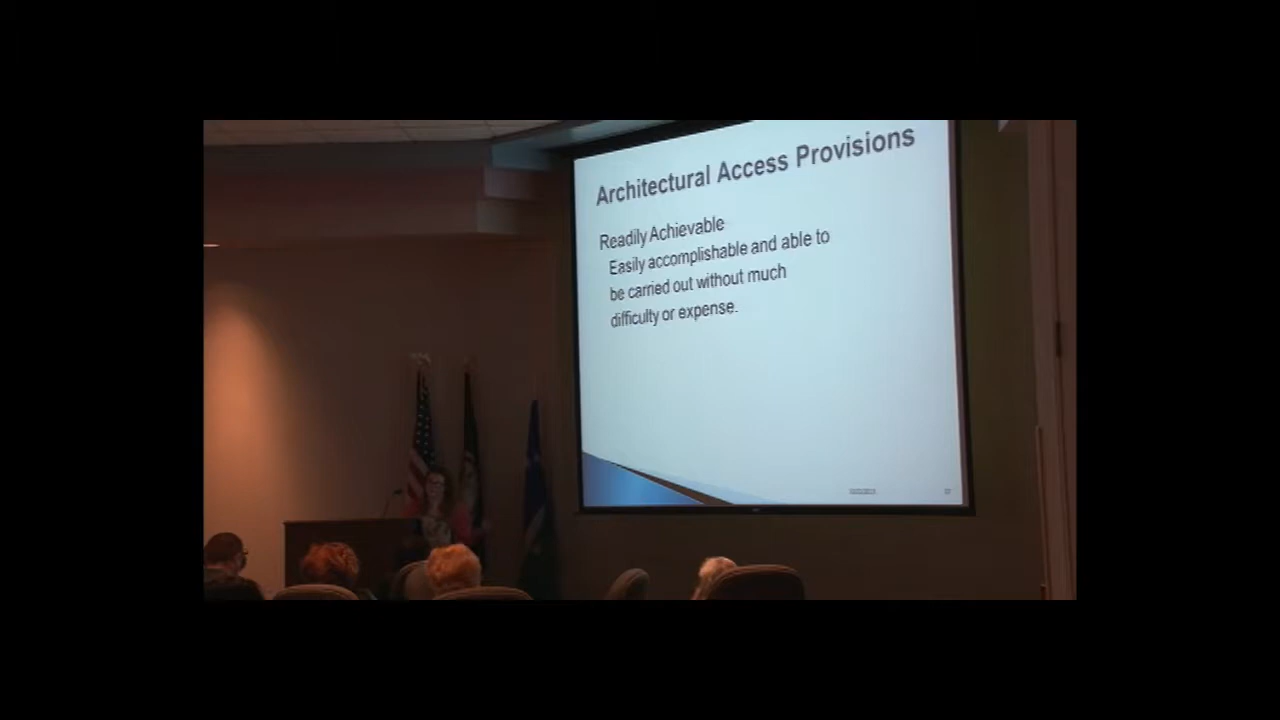 Architectural Access Provisions
Readily Achievable
Easily accomplishable and able to
be carried out without much
difficulty or expense.